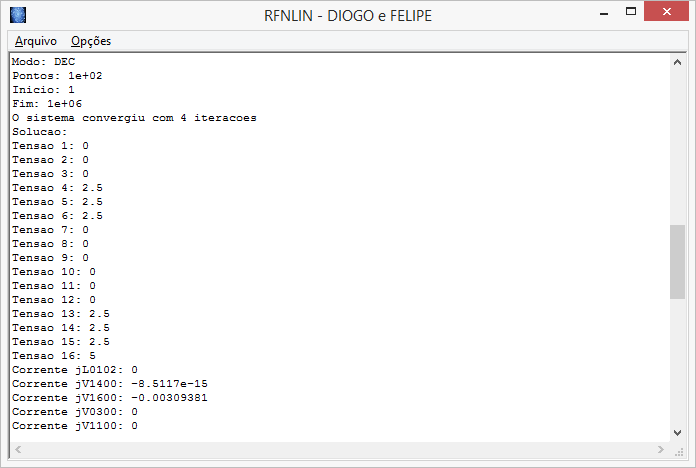 RFNLIN - DIOGO e FELIPE
Arquivo Opções
Modo: DEC
Pontos: 1e+02
Inicio: 1
Fim: 1e+06
O sistema convergiu com 4 iteracoes
Solucao:
Tensao 1: 0
Tensao 2: 0
Tensao 3: 0
Tensao 4: 2.5
Tensao 5: 2.5
Tensao 6: 2.5
Tensao 7: 0
Tensao 8: 0
Tensao 9: 0
Tensao 10: 0
Tensao 11: 0
Tensao 12: 0
Tensao 13: 2.5
Tensao 14: 2.5
Tensao 15: 2.5
Tensao 16: 5
Corrente jL0102: 0
Corrente jV1400: -8.5117e-15
Corrente jV1600: -0.00309381
Corrente jV0300: 0
Corrente jV1100: 0